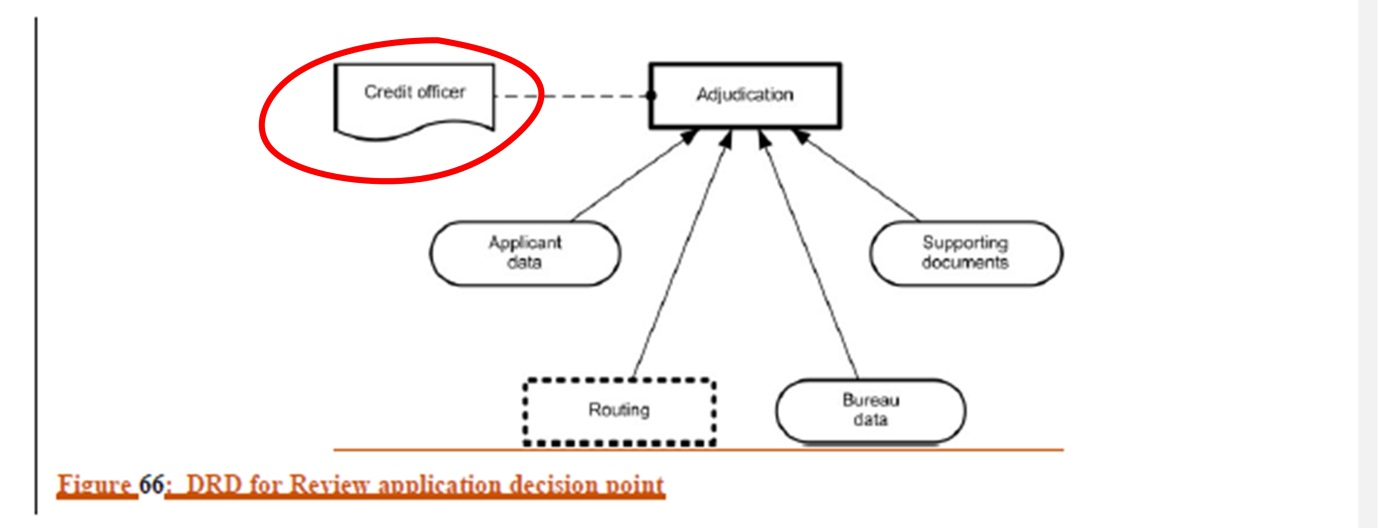 Credit officer
Adjudication
Applicant
data
Supporting
documents
Routing
Bureau
data
Figure 66: DRD for Review application decision point